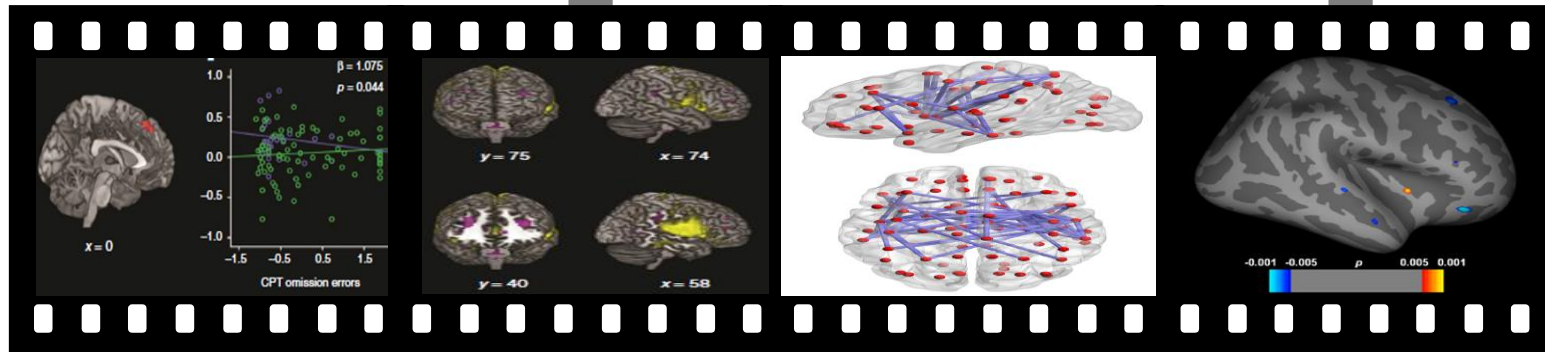 β = 1.075
p = 0.044
1.0
0.5
0.0
−0.5
−1.0
−1.5 −0.5 0.5 1.5
CPT omission errors
x = 0
y = 75
x = 74
y = 40
x = 58
-0.001 -0.005 p 0.005 0.001